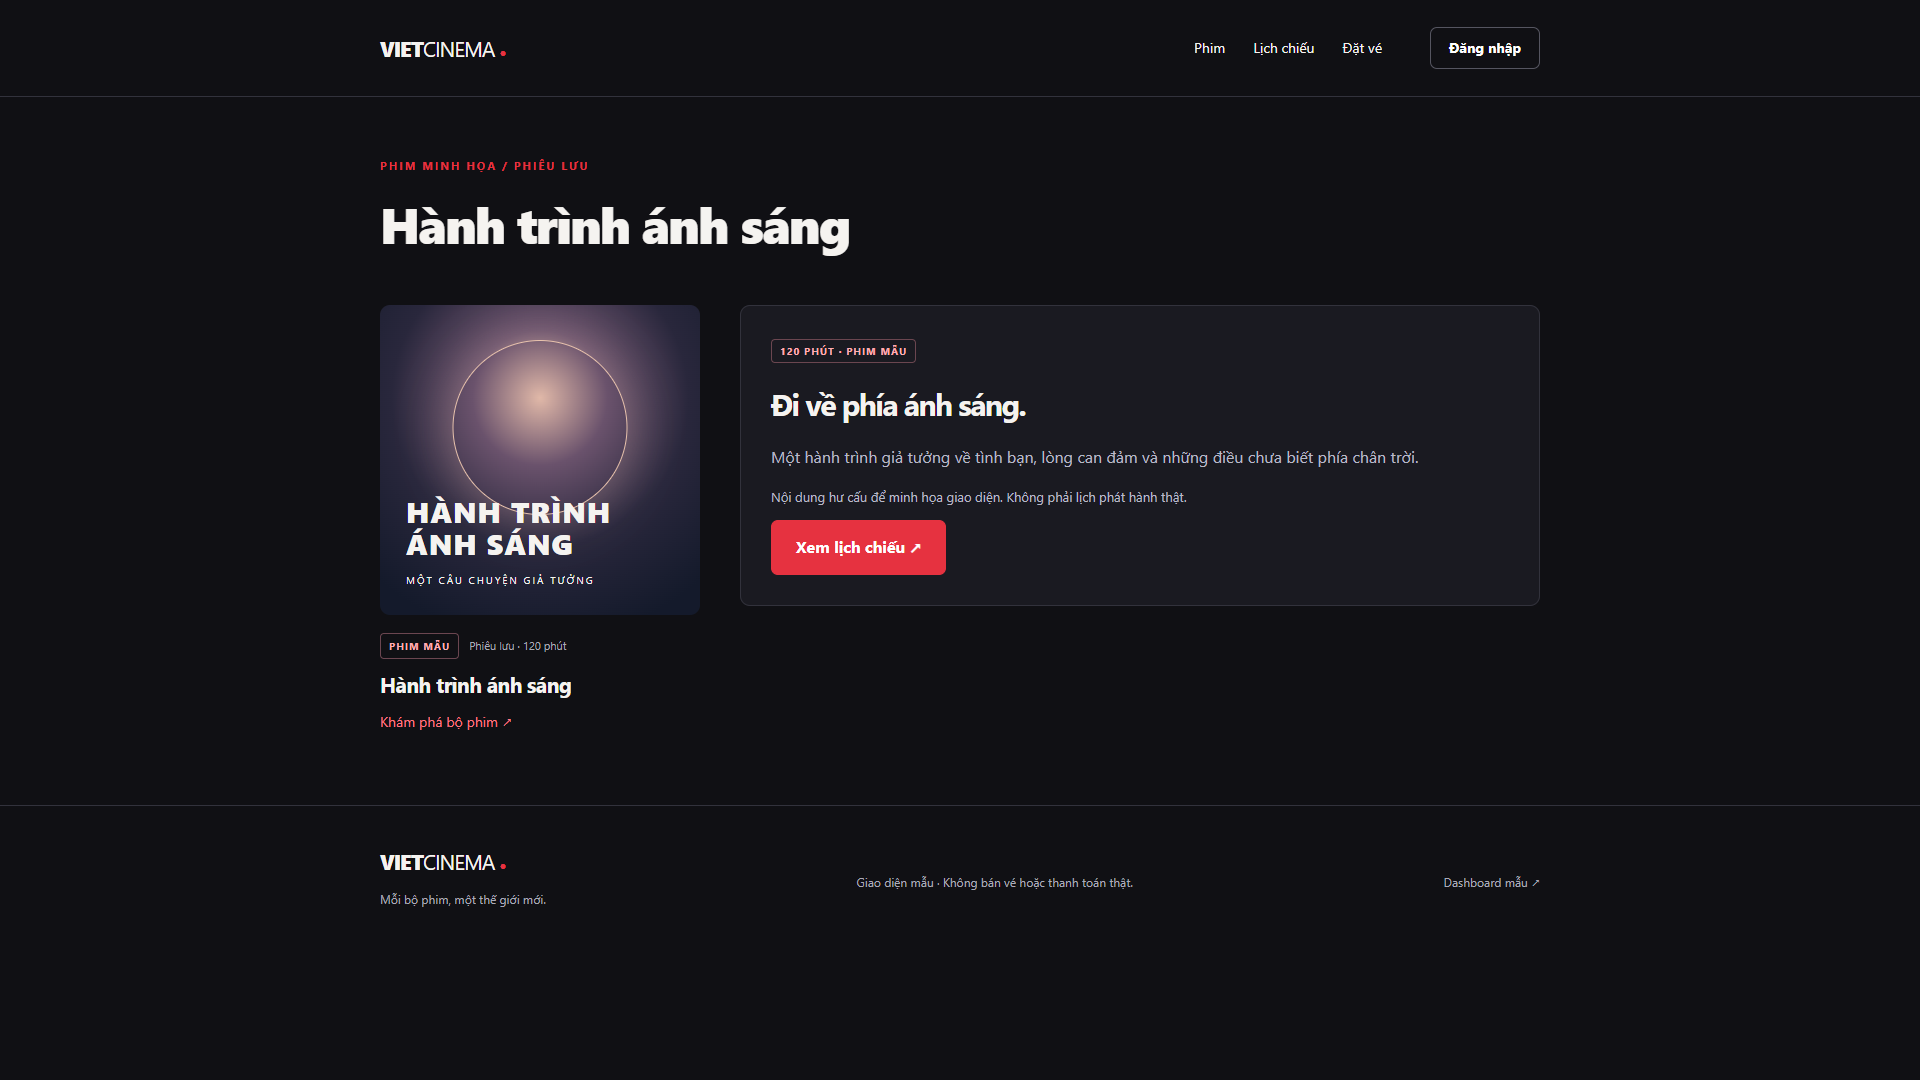 VIETCINEMA
Phim
Lịch chiếu
Đặt vé
Đăng nhập
PHIM MINH HỌA / PHIÊU LƯU
Hành trình ánh sáng
HÀNH TRÌNH
ÁNH SÁNG
MỘT CÂU CHUYỆN GIẢ TƯỞNG
PHIM MẪU
Phiêu lưu · 120 phút
Hành trình ánh sáng
Khám phá bộ phim ↗
120 PHÚT · PHIM MẪU
Đi về phía ánh sáng.
Một hành trình giả tưởng về tình bạn, lòng can đảm và những điều chưa biết phía chân trời.
Nội dung hư cấu để minh họa giao diện. Không phải lịch phát hành thật.
Xem lịch chiếu ↗
VIETCINEMA
Mỗi bộ phim, một thế giới mới.
Giao diện mẫu · Không bán vé hoặc thanh toán thật.
Dashboard mẫu ↗